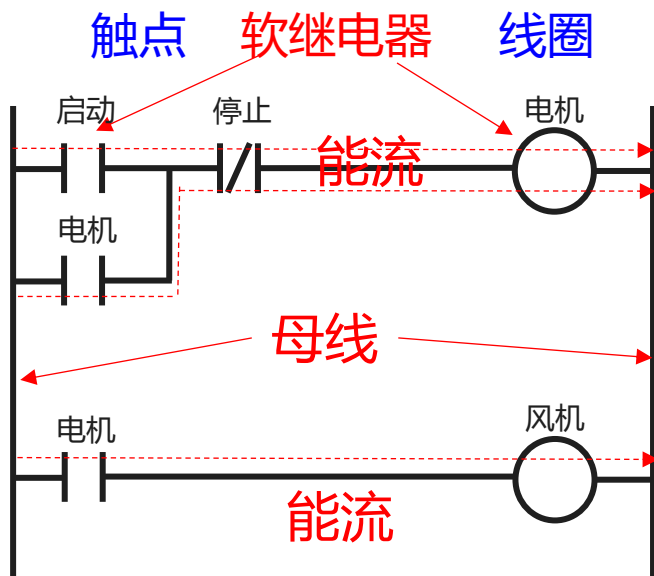 触点 软继电器 线圈
启动 停止 电机
能流
电机
母线
电机 风机
能流